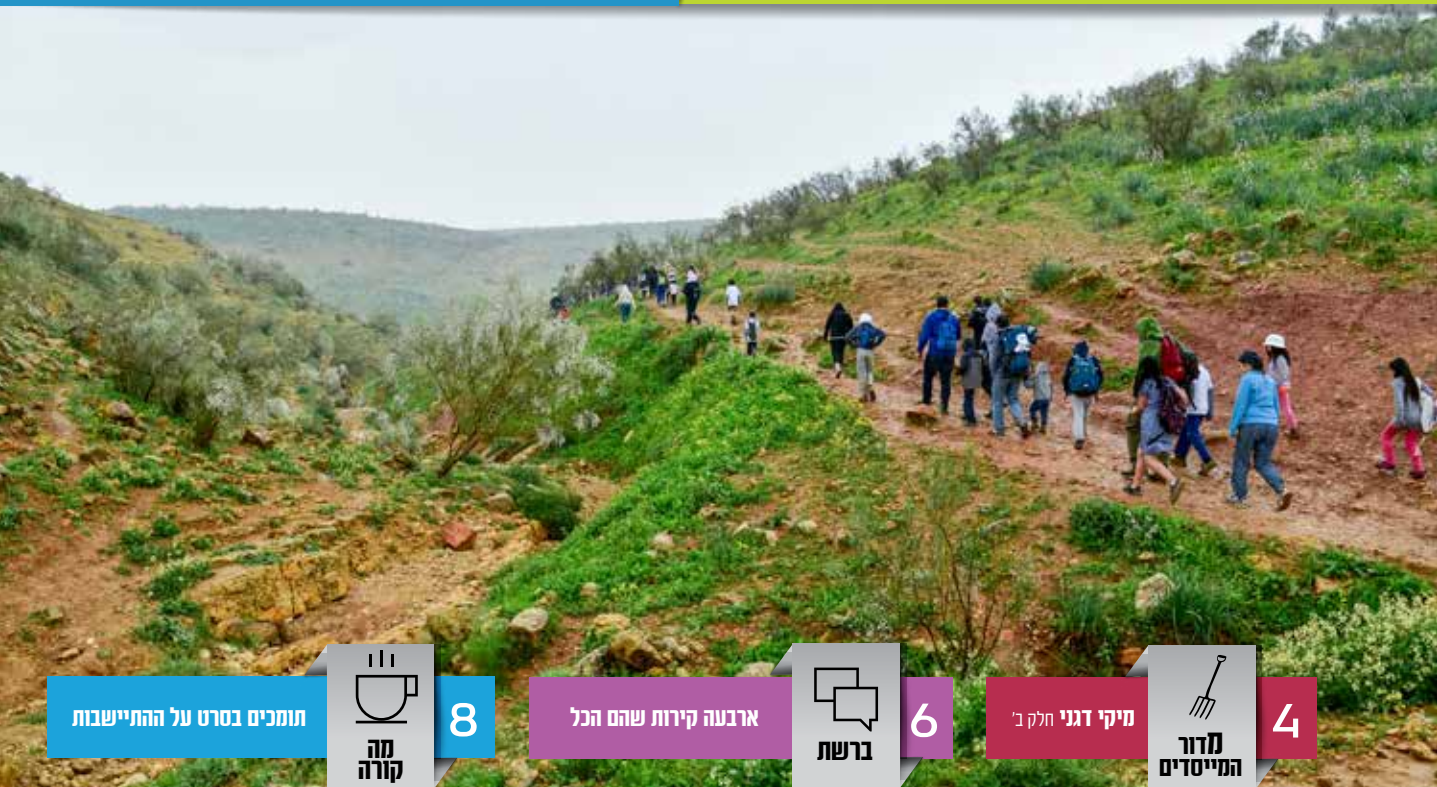 4
מדור
המייסדים
מיקי דגני חלק ב'
6
ברשת
ארבעה קירות שהם הכל
8
מה
קורה
תומכים בסרט על ההתיישבות